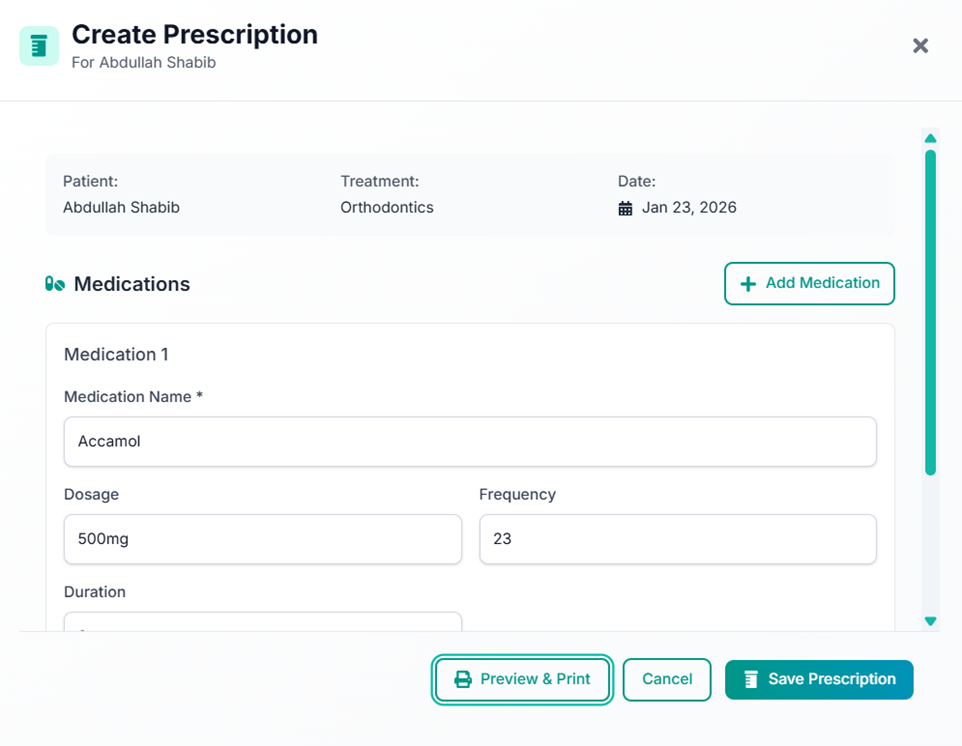 Create Prescription
For Abdullah Shabib
Patient:
Abdullah Shabib
Treatment:
Orthodontics
Date:
Jan 23, 2026
Medications
Add Medication
Medication 1
Medication Name *
Accamol
Dosage
500mg
Frequency
23
Duration
Preview & Print
Cancel
Save Prescription